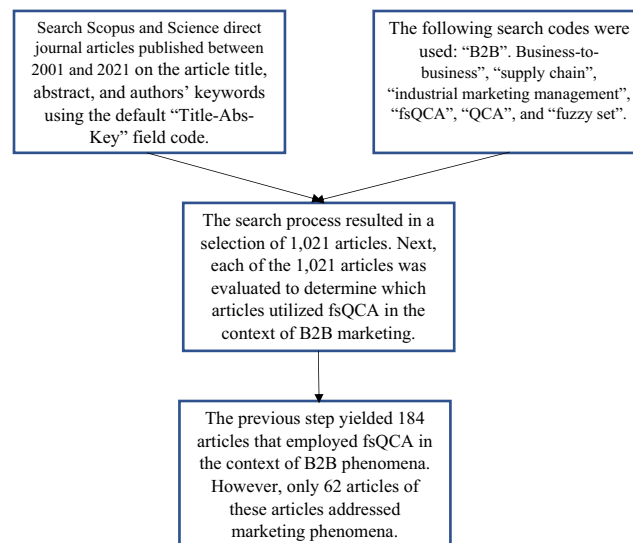 Search Scopus and Science direct
journal articles published between
2001 and 2021 on the article title,
abstract, and authors' keywords
using the default “Title-Abs-
Key” field code.
The following search codes were
used: “B2B”. Business-to-
business”, “supply chain”,
“industrial marketing management”,
“fsQCA”, “QCA”, and “fuzzy set”.
The search process resulted in a
selection of 1,021 articles. Next,
each of the 1,021 articles was
evaluated to determine which
articles utilized fsQCA in the
context of B2B marketing.
The previous step yielded 184
articles that employed fsQCA in
the context of B2B phenomena.
However, only 62 articles of
these articles addressed
marketing phenomena.